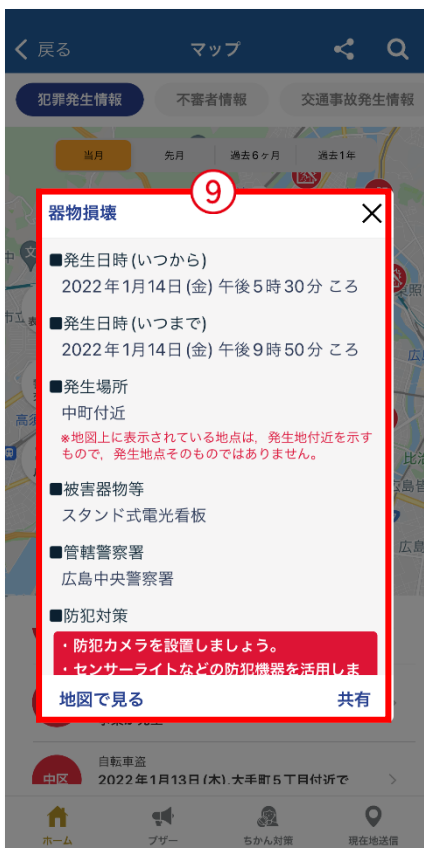 戻る
マップ
犯罪発生情報
不審者情報
交通事故発生情報
当月
先月
過去6ヶ月
過去1年
⑨
器物損壊
■発生日時(いつから)
2022年1月14日(金) 午後5時30分 ころ
■発生日時(いつまで)
2022年1月14日(金) 午後9時50分 ころ
■発生場所
中町付近
※地図上に表示されている地点は，発生地付近を示す
もので，発生地点そのものではありません。
■被害器物等
スタンド式電光看板
■管轄警察署
広島中央警察署
■防犯対策
・防犯カメラを設置しましょう。
・センサーライトなどの防犯機器を活用しま
地図で見る
共有
自転車盗
中区
2022年1月13日(木),大手町5丁目付近で
ホーム
ブザー
ちかん対策
現在地送信